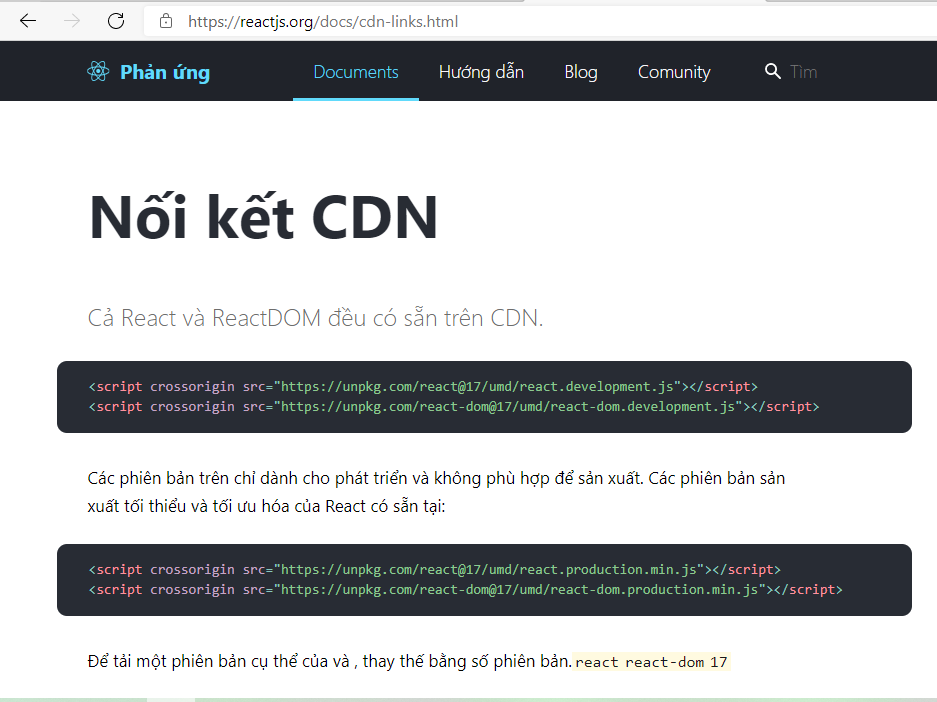 https://reactjs.org/docs/cdn-links.html
Phản ứng Documents Hướng dẫn Blog Comunity Tìm
Nối kết CDN
Cả React và ReactDOM đều có sẵn trên CDN.
<script crossorigin src="https://unpkg.com/react@17/umd/react.development.js"></script>
<script crossorigin src="https://unpkg.com/react-dom@17/umd/react-dom.development.js"></script>
Các phiên bản trên chỉ dành cho phát triển và không phù hợp để sản xuất. Các phiên bản sản
xuất tối thiểu và tối ưu hóa của React có sẵn tại:
<script crossorigin src="https://unpkg.com/react@17/umd/react.production.min.js"></script>
<script crossorigin src="https://unpkg.com/react-dom@17/umd/react-dom.production.min.js"></script>
Để tải một phiên bản cụ thể của và , thay thế bằng số phiên bản. react react-dom 17